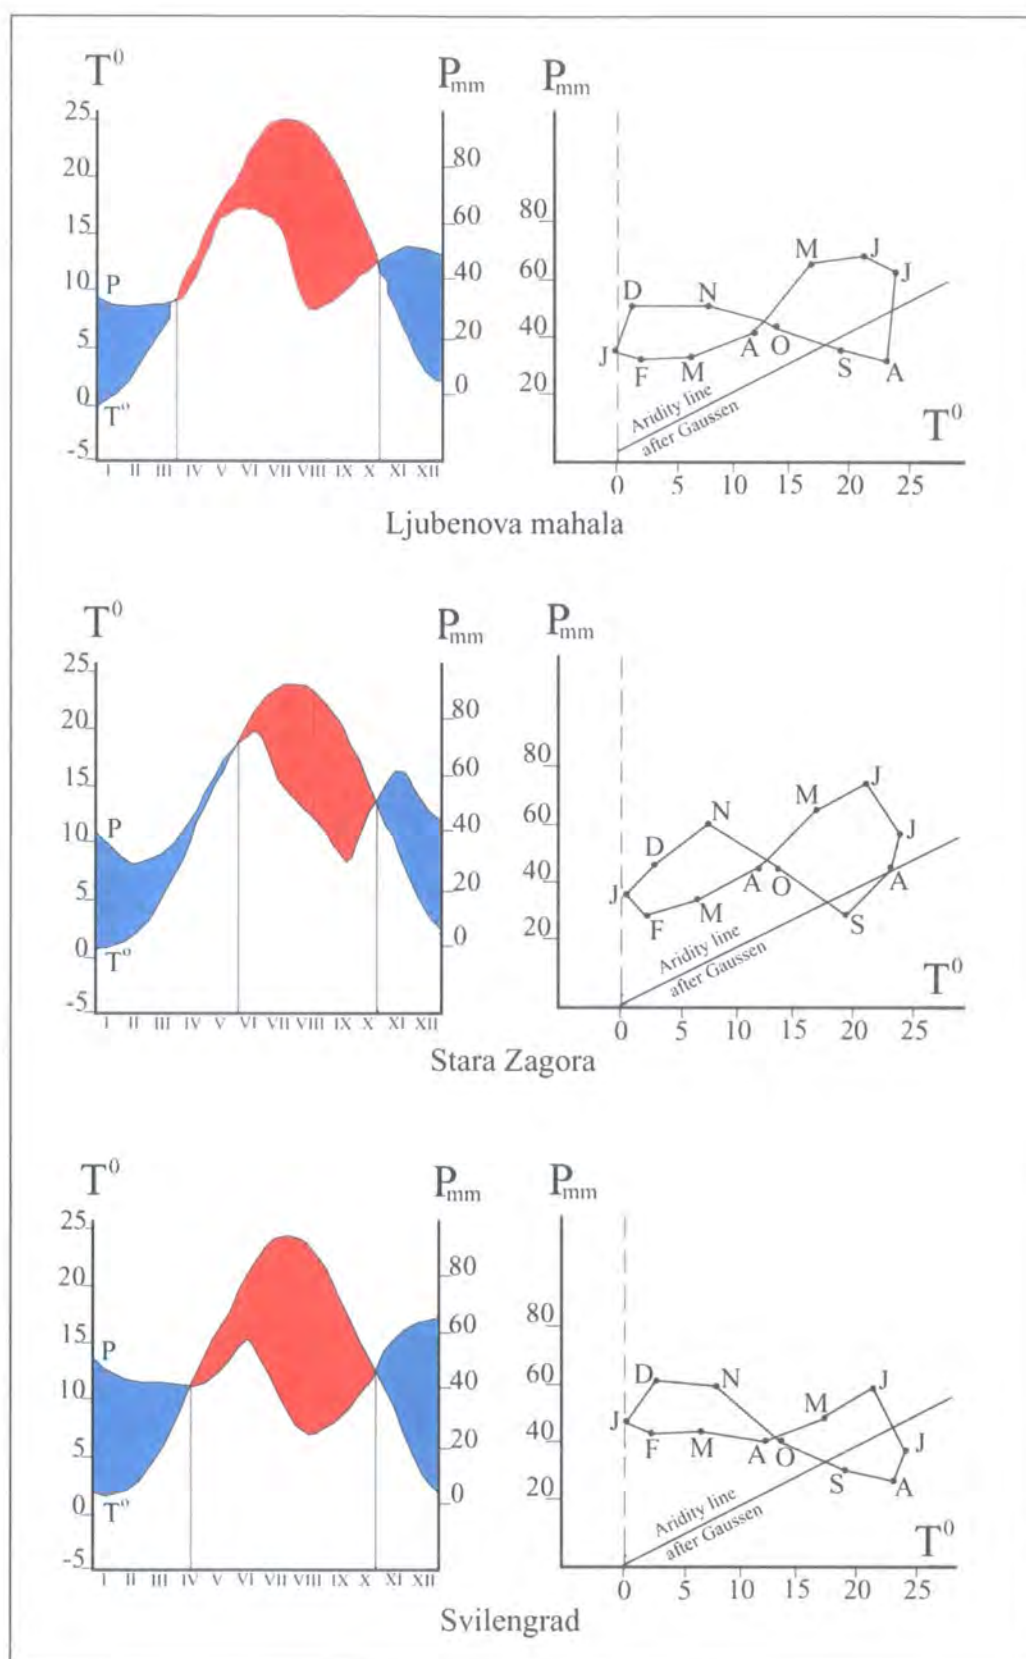 T⁰ Pmm Pmm
25
80
20
60 80
15
P M J J
10 40 D N 60
40
5 20 J F M A O S A
20
0 0 Aridity line
T⁰ after Gaussen T⁰
-5
I II III IV V VI VII VIII IX X XI XII 0 5 10 15 20 25
Ljubenova mahala
T⁰ Pmm Pmm
25
80
20
60 80
15
P M J
10 40 D N 60 J
40
5 20 J F M A O S A
20
0 0 Aridity line
T⁰ after Gaussen T⁰
-5
I II III IV V VI VII VIII IX X XI XII 0 5 10 15 20 25
Stara Zagora
T⁰ Pmm Pmm
25
80
20
60 80
15
P
10 40 D N 60 M J
40
5 20 J F M A O S A J
20
0 0 Aridity line
T⁰ after Gaussen T⁰
-5
I II III IV V VI VII VIII IX X XI XII 0 5 10 15 20 25
Svilengrad